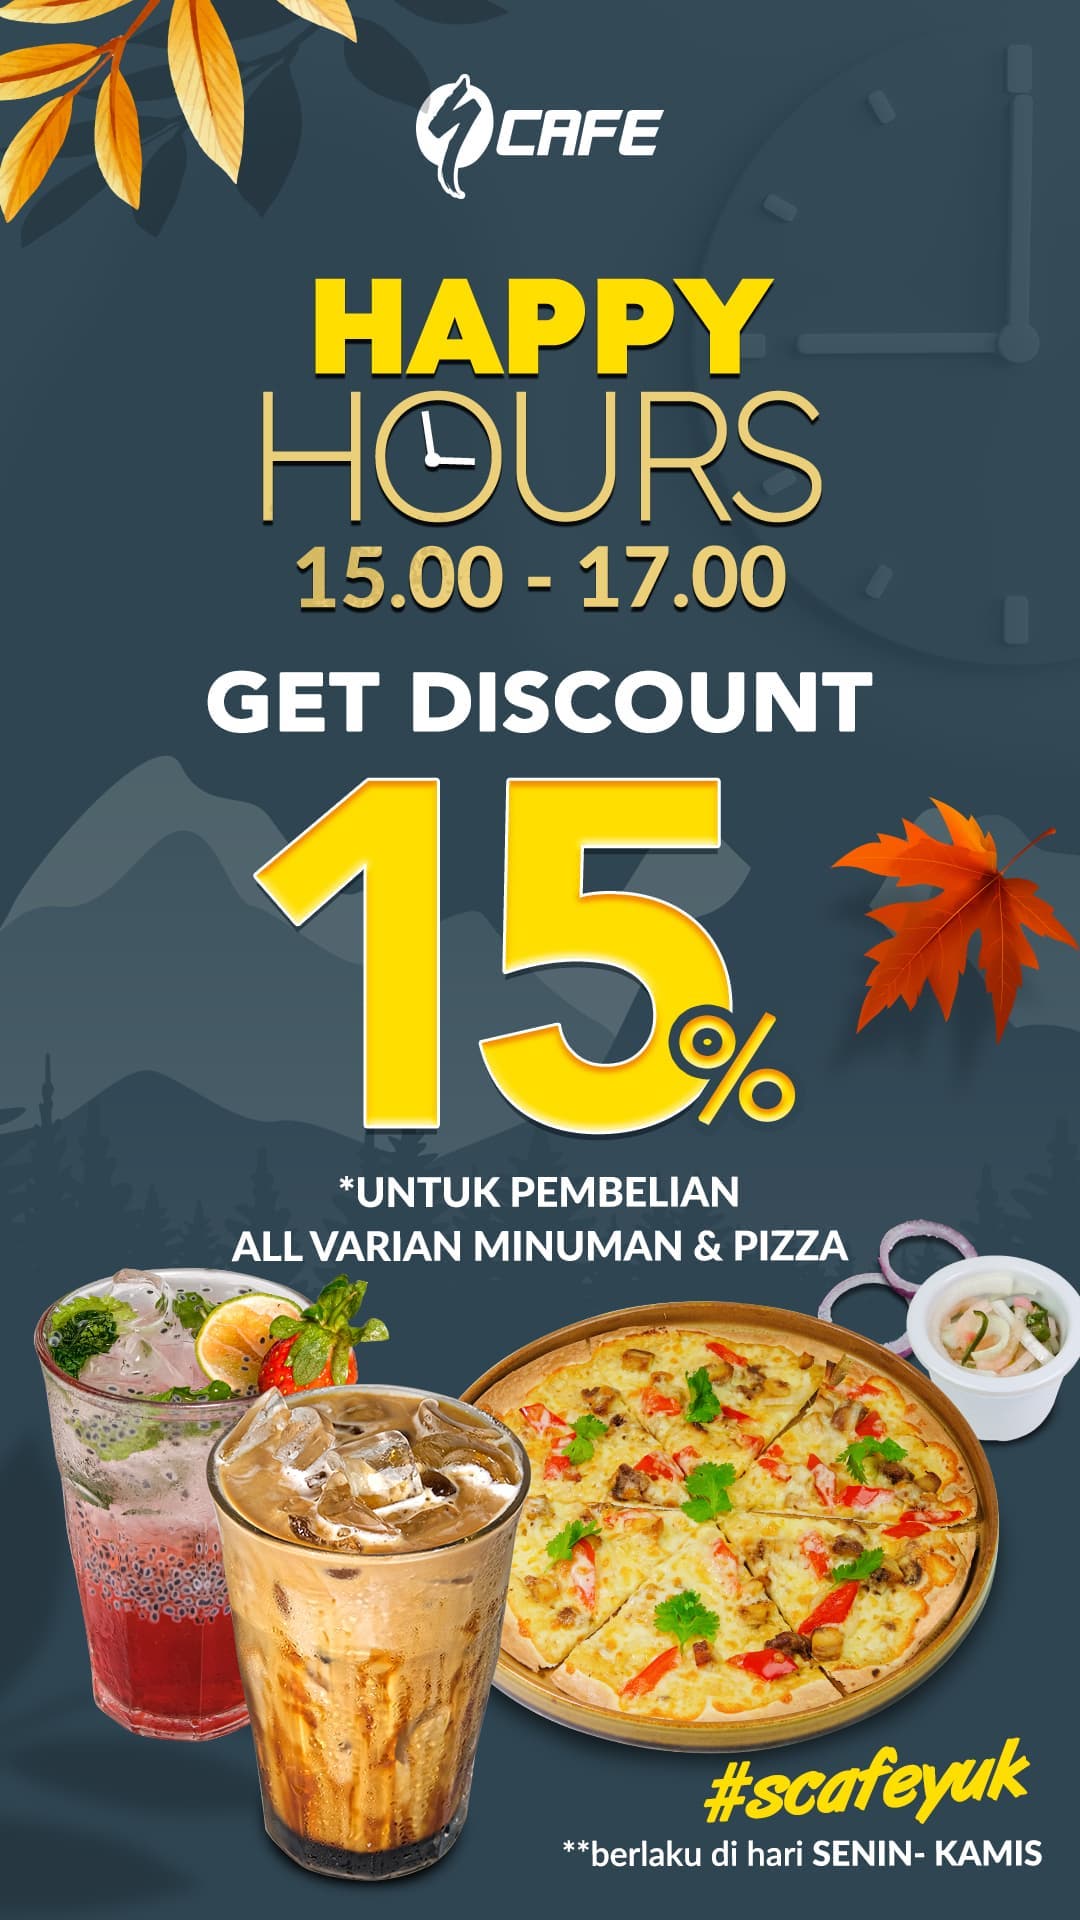 CAFE
HAPPY
HOURS
15.00 - 17.00
GET DISCOUNT
15%
*UNTUK PEMBELIAN
ALL VARIAN MINUMAN & PIZZA
#scafeyuk
**berlaku di hari SENIN- KAMIS